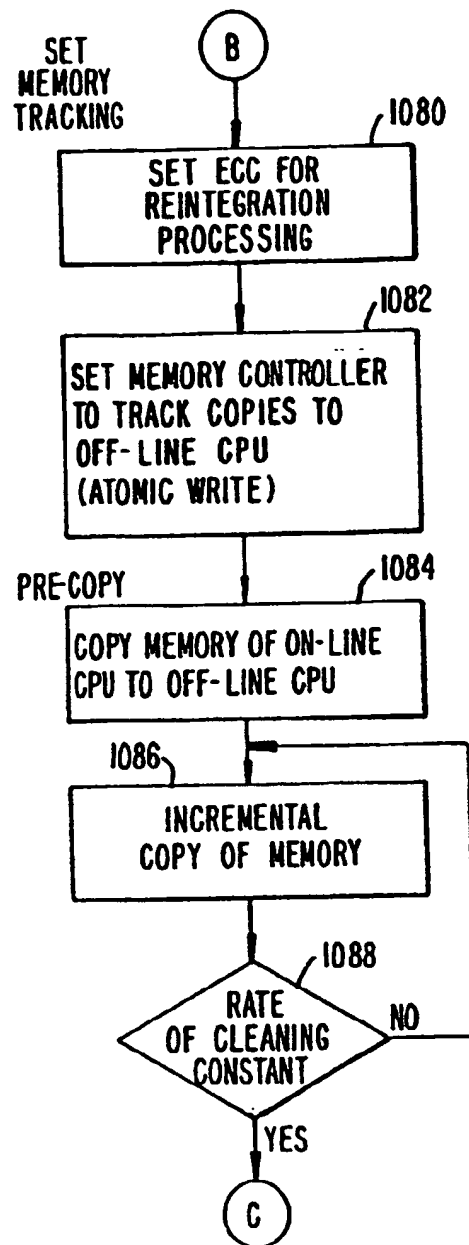 SET
MEMORY
TRACKING
B
1080
SET ECC FOR
REINTEGRATION
PROCESSING
1082
SET MEMORY CONTROLLER
TO TRACK COPIES TO
OFF-LINE CPU
(ATOMIC WRITE)
PRE-COPY
1084
COPY MEMORY OF ON-LINE
CPU TO OFF-LINE CPU
1086
INCREMENTAL
COPY OF MEMORY
1088
RATE
OF CLEANING
CONSTANT
NO
YES
C